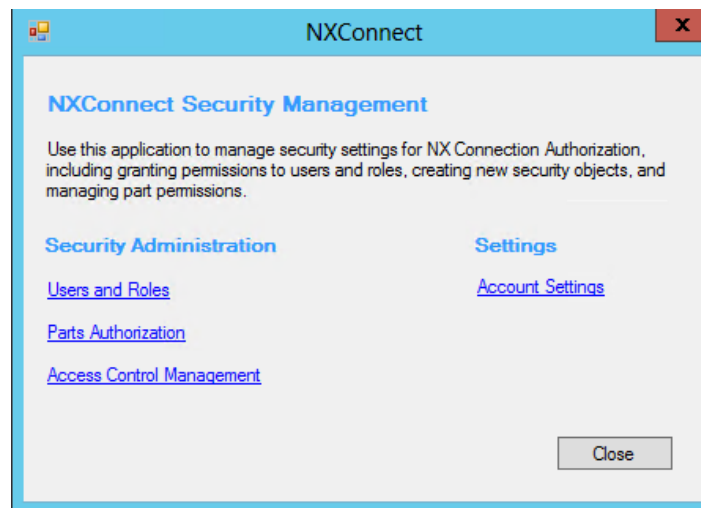 NXConnect
X
NXConnect Security Management
Use this application to manage security settings for NX Connection Authorization,
including granting permissions to users and roles, creating new security objects, and
managing part permissions.
Security Administration
Settings
Users and Roles
Account Settings
Parts Authorization
Access Control Management
Close